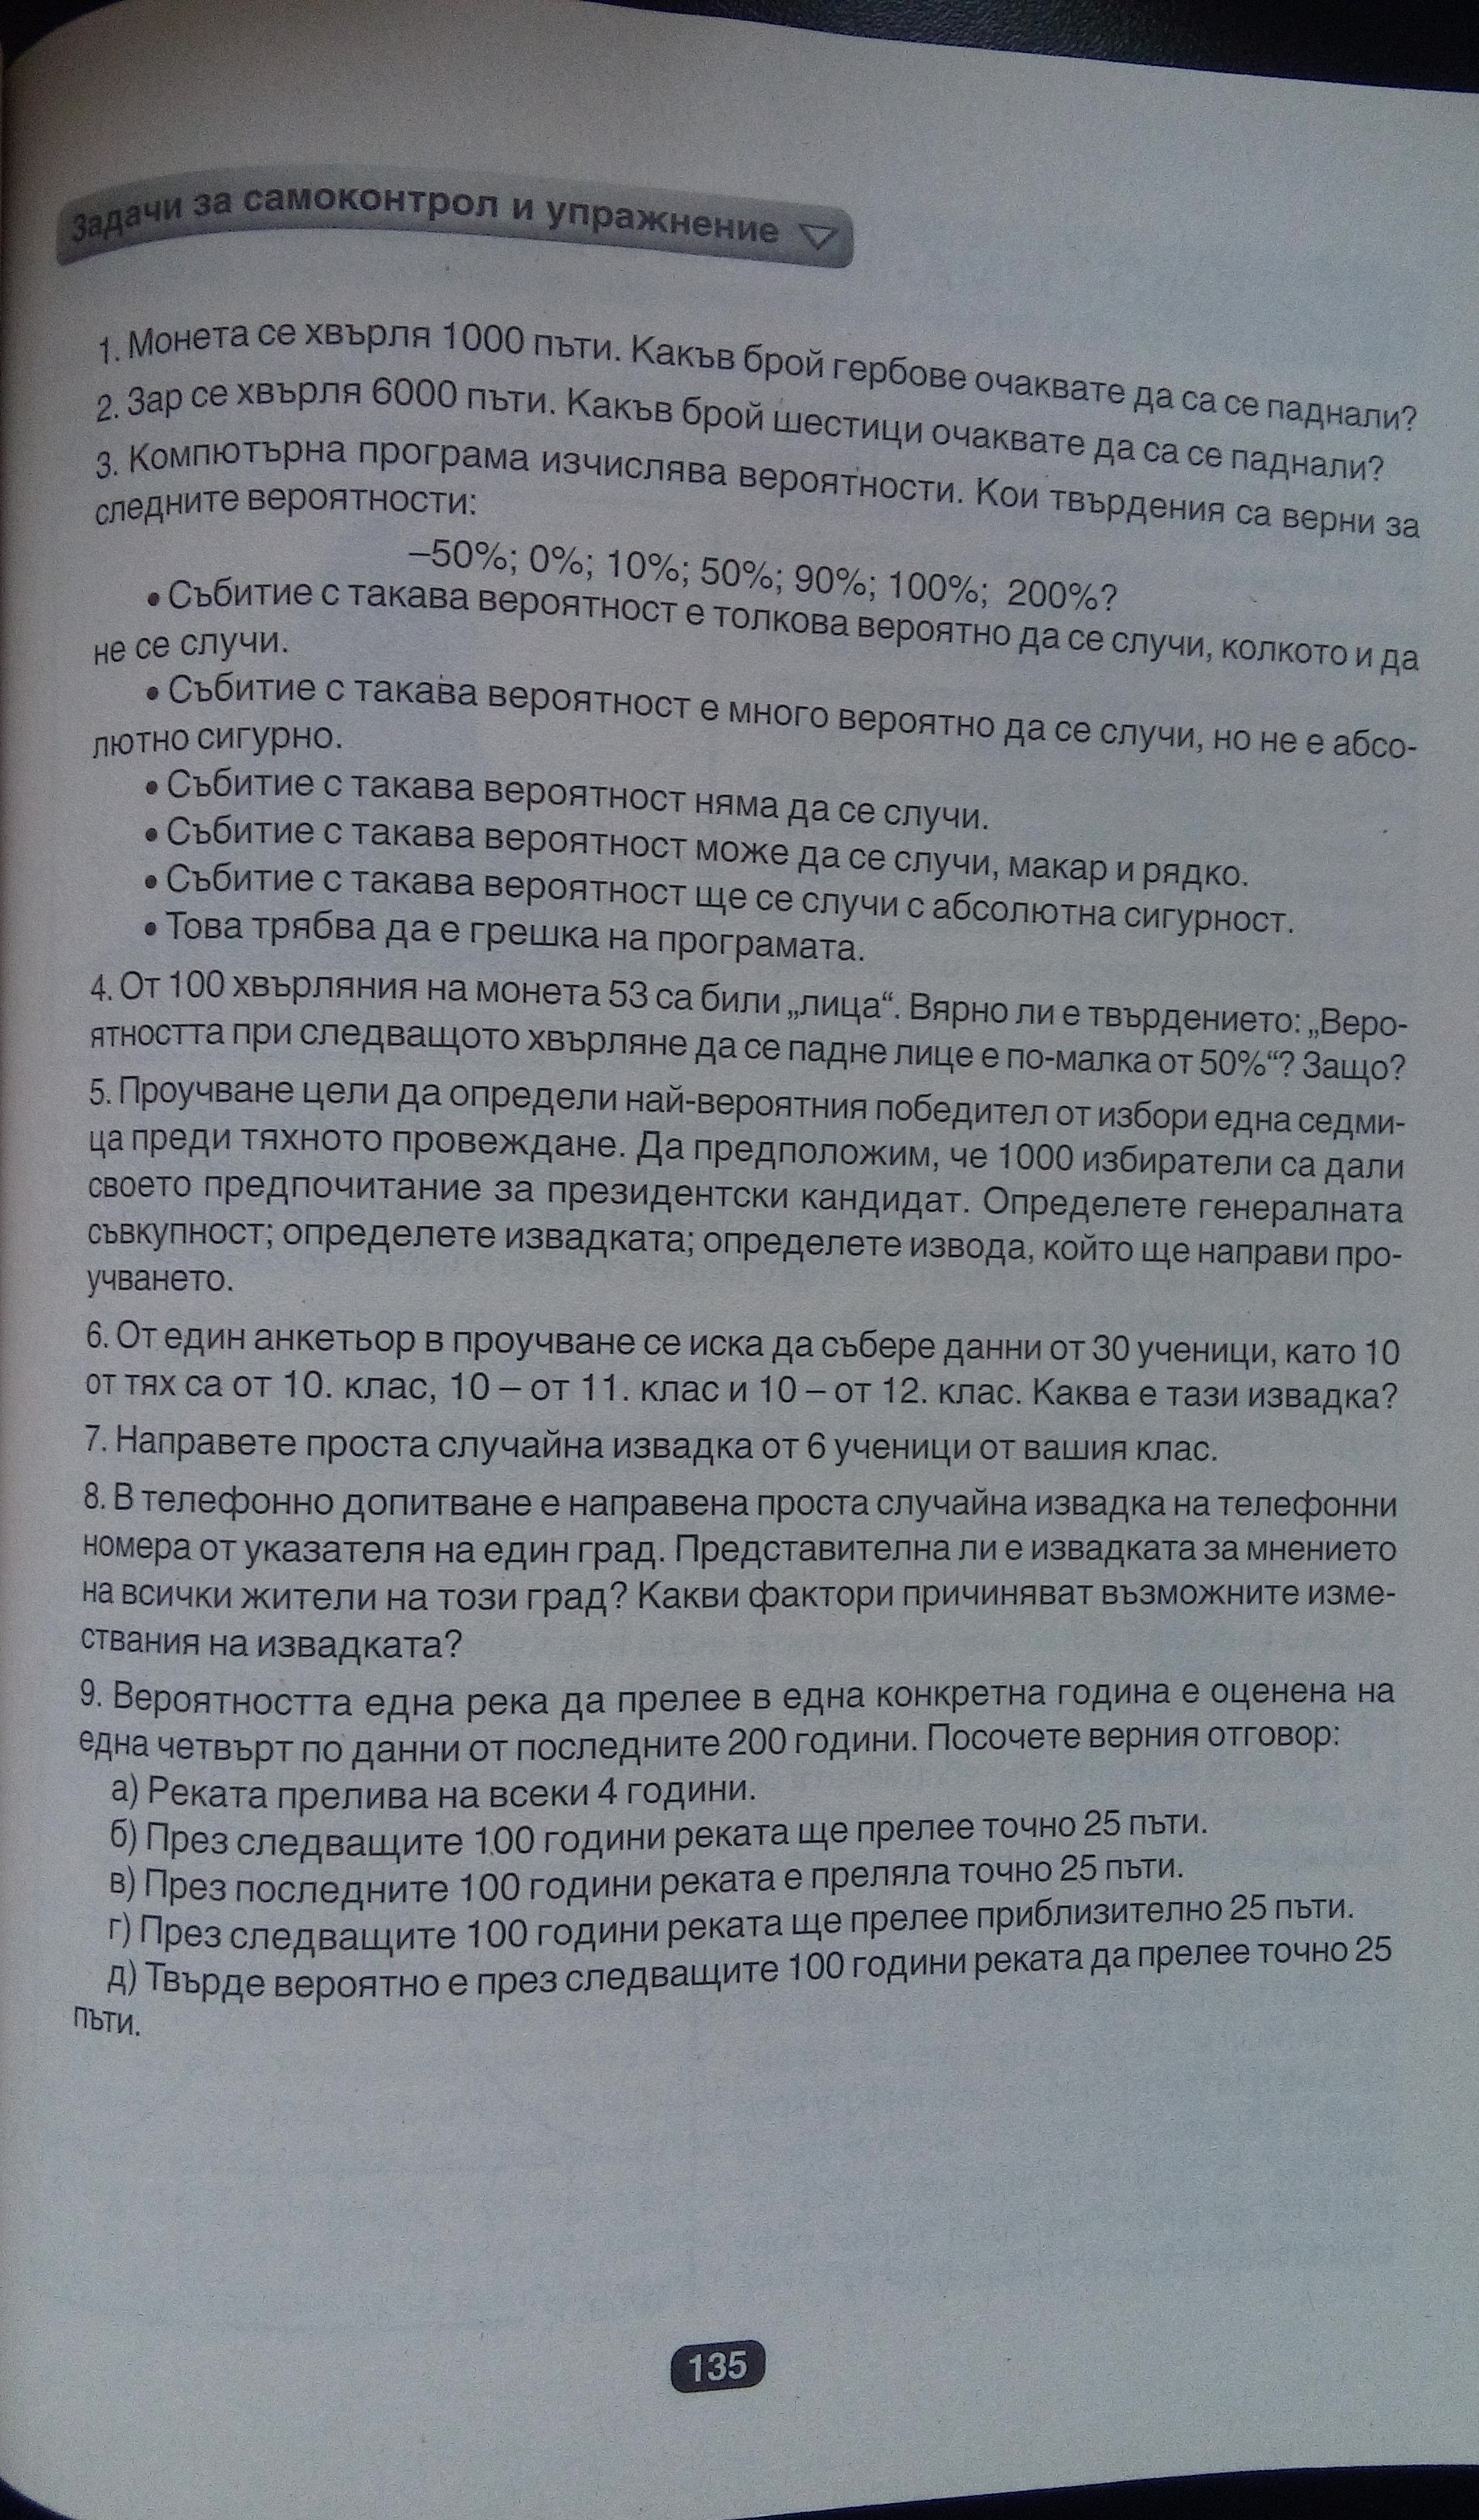 Задачи за самоконтрол и упражнение
1. Монета се хвърля 1000 пъти. Какъв брой гербове очаквате да са се паднали?
2. Зар се хвърля 6000 пъти. Какъв брой шестици очаквате да са се паднали?
3. Компютърна програма изчислява вероятности. Кои твърдения са верни за
следните вероятности:
–50%; 0%; 10%; 50%; 90%; 100%; 200%?
• Събитие с такава вероятност е толкова вероятно да се случи, колкото и да
не се случи.
• Събитие с такава вероятност е много вероятно да се случи, но не е абсо-
лютно сигурно.
• Събитие с такава вероятност няма да се случи.
• Събитие с такава вероятност може да се случи, макар и рядко.
• Събитие с такава вероятност ще се случи с абсолютна сигурност.
• Това трябва да е грешка на програмата.
4. От 100 хвърляния на монета 53 са били „лица“. Вярно ли е твърдението: „Веро-
ятността при следващото хвърляне да се падне лице е по-малка от 50%“? Защо?
5. Проучване цели да определи най-вероятния победител от избори една седми-
ца преди тяхното провеждане. Да предположим, че 1000 избиратели са дали
своето предпочитание за президентски кандидат. Определете генералната
съвкупност; определете извадката; определете извода, който ще направи про-
учването.
6. От един анкетьор в проучване се иска да събере данни от 30 ученици, като 10
от тях са от 10. клас, 10 – от 11. клас и 10 – от 12. клас. Каква е тази извадка?
7. Направете проста случайна извадка от 6 ученици от вашия клас.
8. В телефонно допитване е направена проста случайна извадка на телефонни
номера от указателя на един град. Представителна ли е извадката за мнението
на всички жители на този град? Какви фактори причиняват възможните изме-
ствания на извадката?
9. Вероятността една река да прелее в една конкретна година е оценена на
една четвърт по данни от последните 200 години. Посочете верния отговор:
а) Реката прелива на всеки 4 години.
б) През следващите 100 години реката ще прелее точно 25 пъти.
в) През последните 100 години реката е преляла точно 25 пъти.
г) През следващите 100 години реката ще прелее приблизително 25 пъти.
д) Твърде вероятно е през следващите 100 години реката да прелее точно 25
пъти.
135